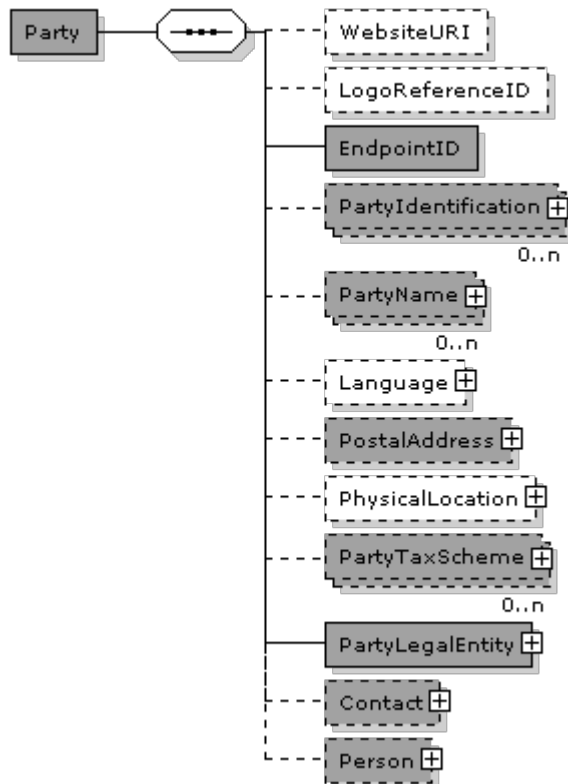 Party
WebsiteURI
LogoReferenceID
EndpointID
PartyIdentification
0..n
PartyName
0..n
Language
PostalAddress
PhysicalLocation
PartyTaxScheme
0..n
PartyLegalEntity
Contact
Person